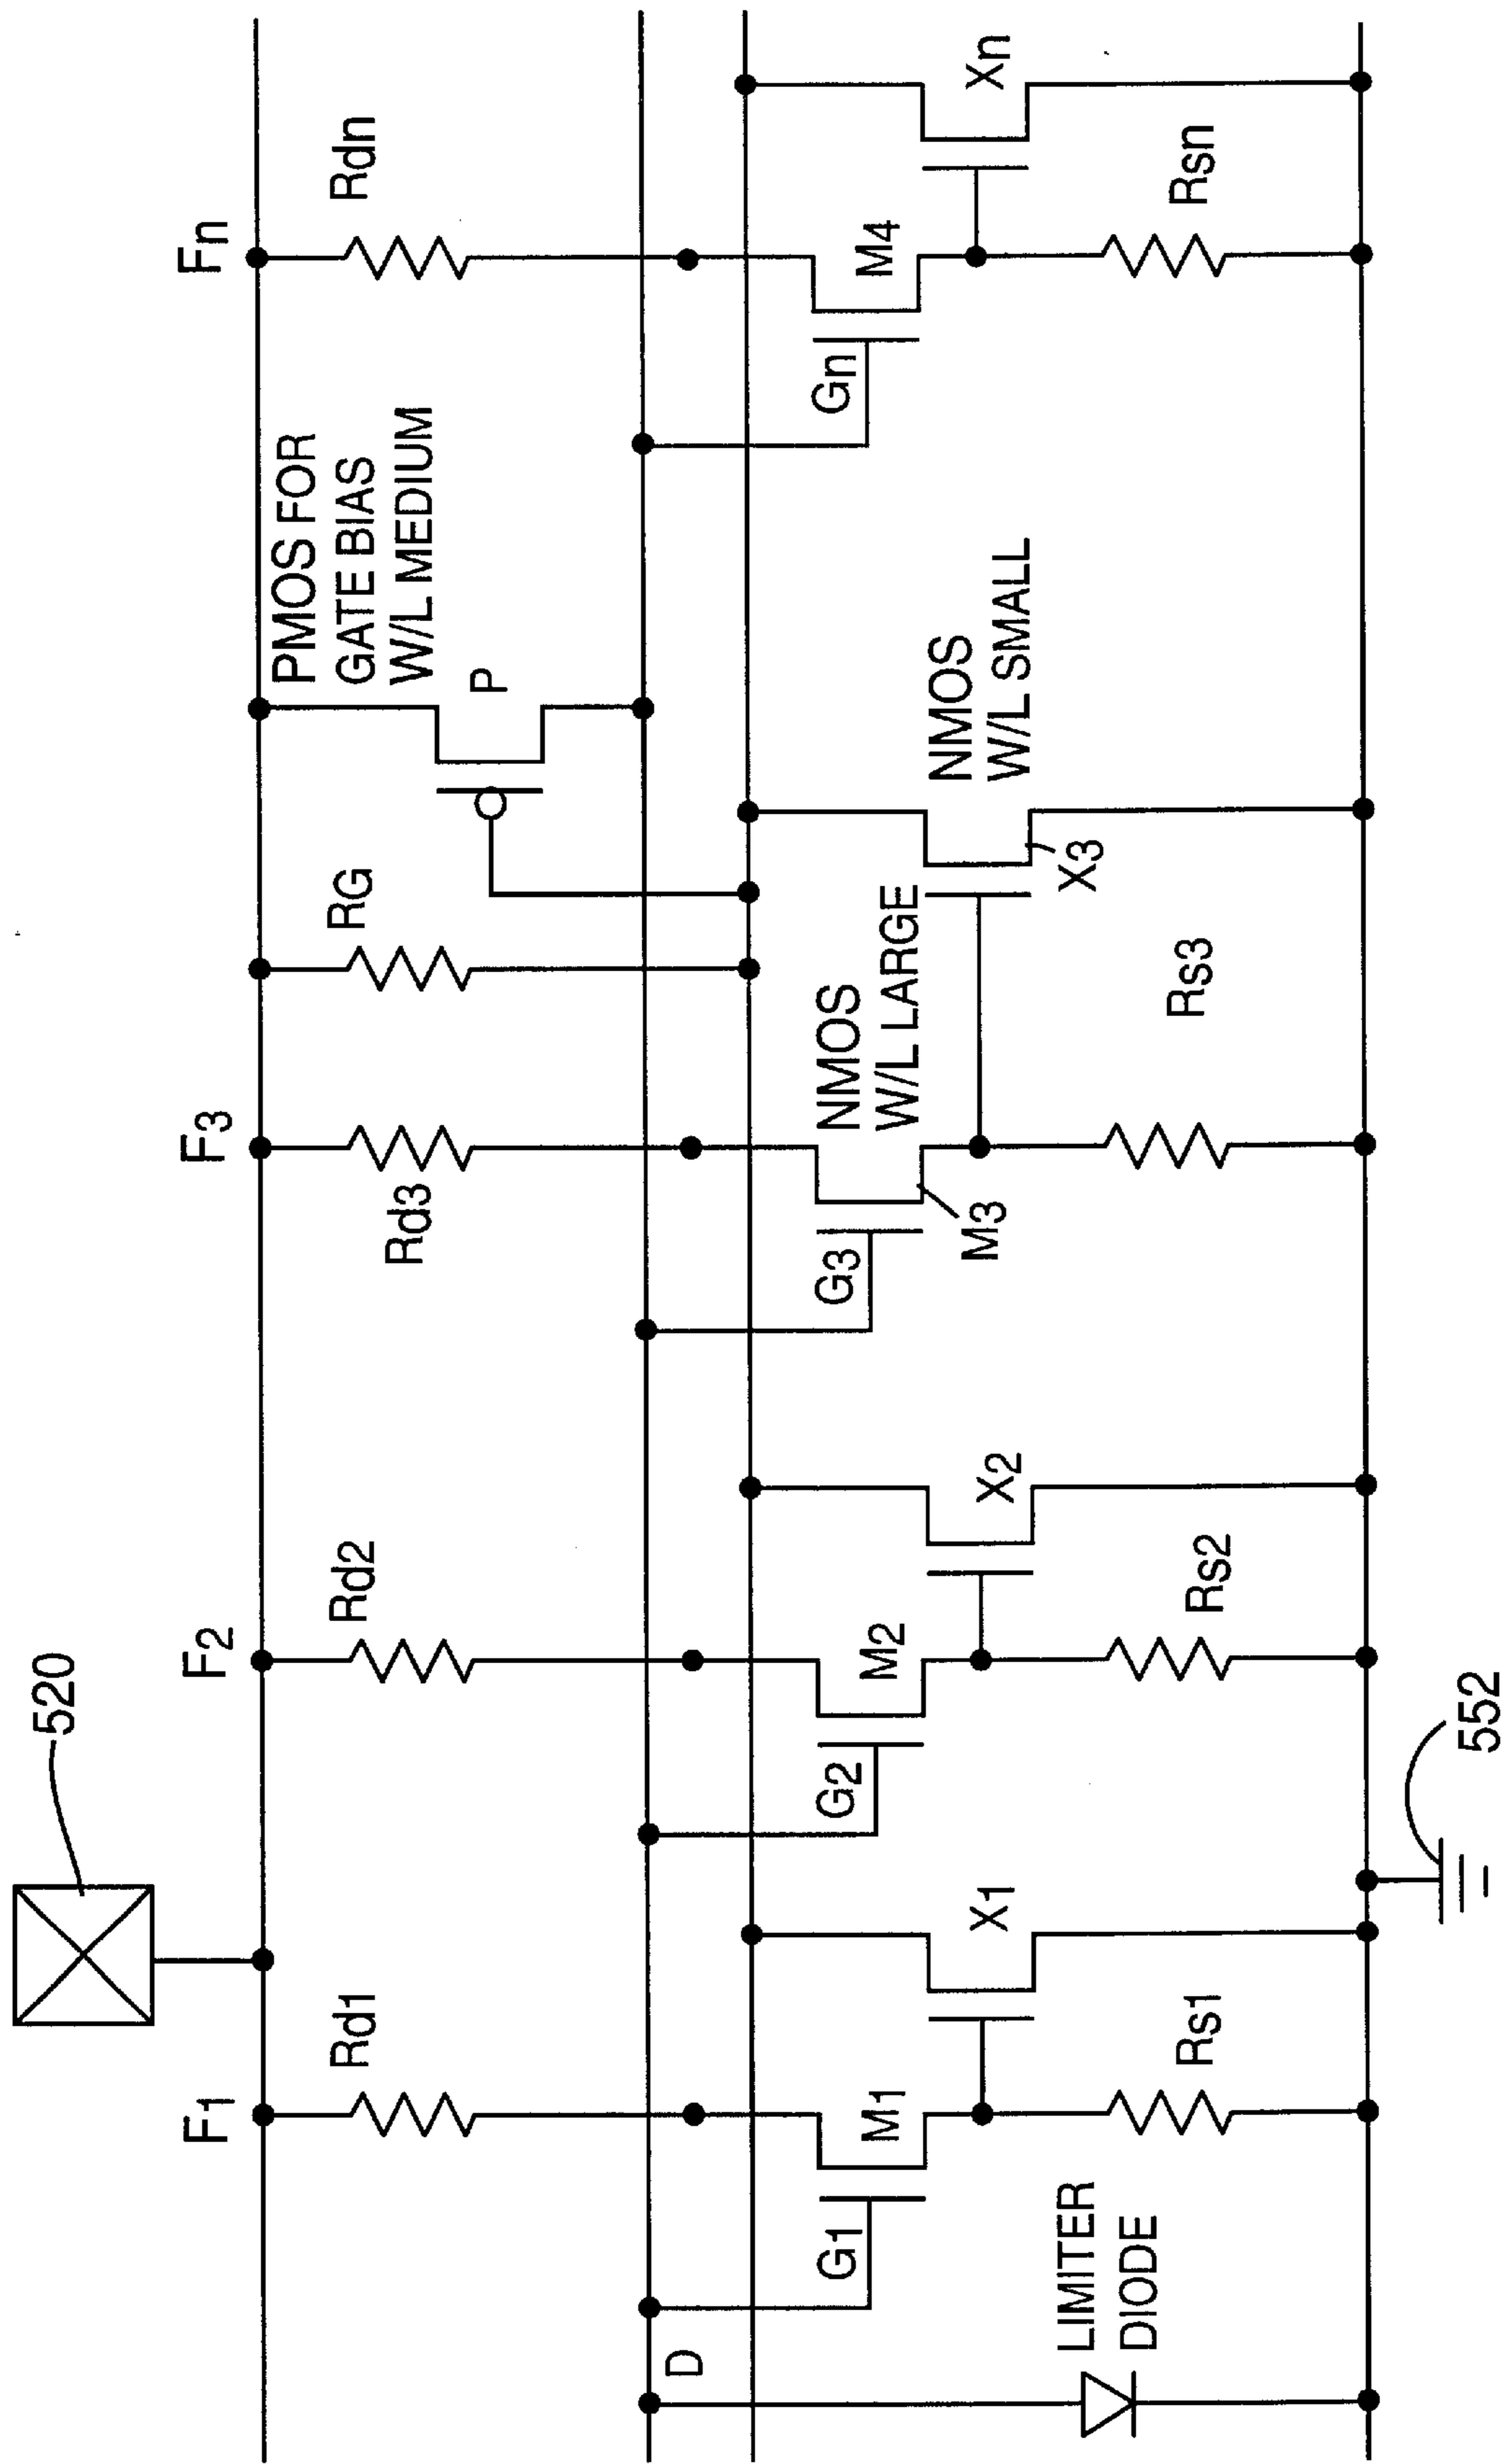 520
F1
F2
F3
Fn
Rd1
Rd2
Rd3
RG
PMOS FOR
GATE BIAS
W/L MEDIUM
P
Rdn
D
G1
M1
X1
G2
M2
X2
G3
M3
NMOS
W/L LARGE
X3
NMOS
W/L SMALL
Gn
M4
Xn
LIMITER
DIODE
Rs1
Rs2
Rs3
Rsn
552